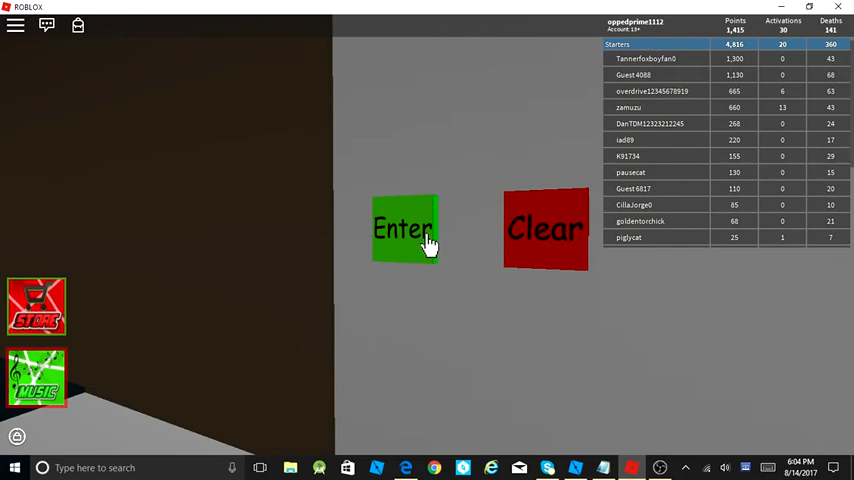 ROBLOX
oppedprime1112
Account: 13+
Points Activations Deaths
1,415 30 141
Starters 4,816 20 360
Tannerfoxboyfan0 1,300 0 43
Guest 4088 1,130 0 68
overdrive12345678919 665 6 63
zamuzu 660 13 43
DanTDM12323212245 268 0 24
iad89 220 0 17
K91734 155 0 29
pausecat 130 0 15
Guest 6817 110 0 20
CillaJorge0 85 0 10
goldentorchick 68 0 21
piglycat 25 1 7
Enter
Clear
STORE
MUSIC
Type here to search
6:04 PM
8/14/2017